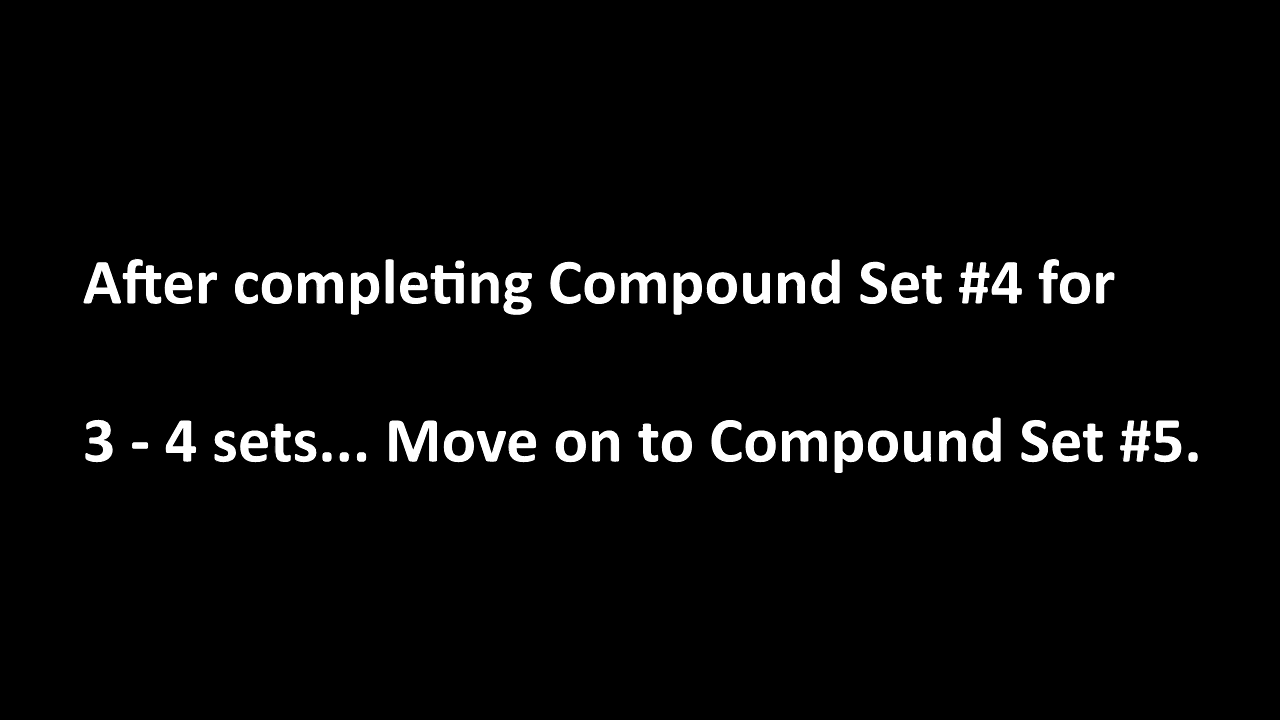 After completing Compound Set #4 for
3 - 4 sets... Move on to Compound Set #5.